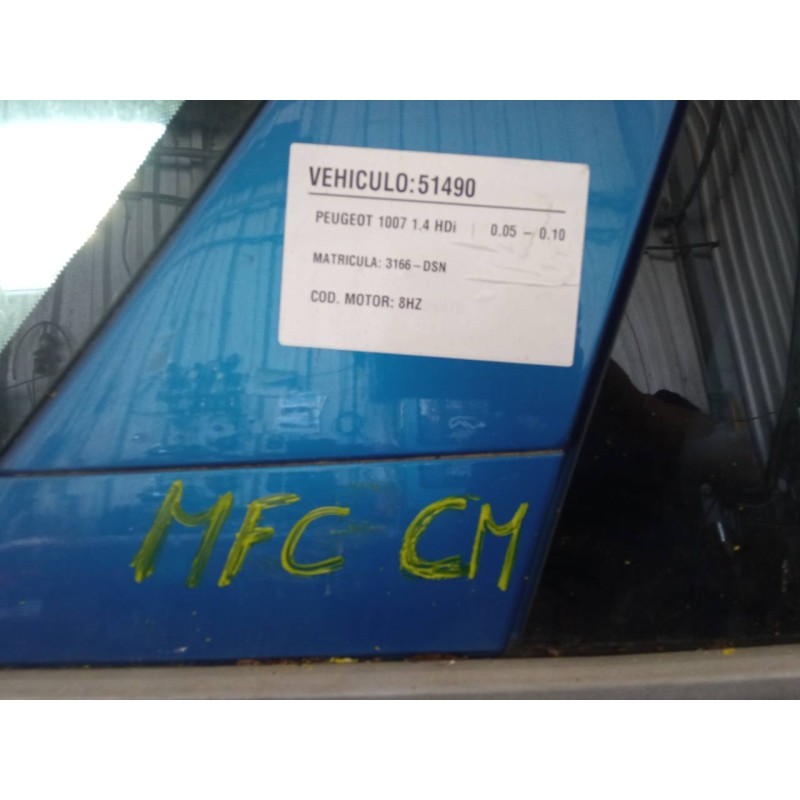 VEHICULO:51490
PEUGEOT 1007 1.4 HDi | 0.05 – 0.10
MATRICULA: 3166-DSN
COD. MOTOR: 8HZ
MFC CM